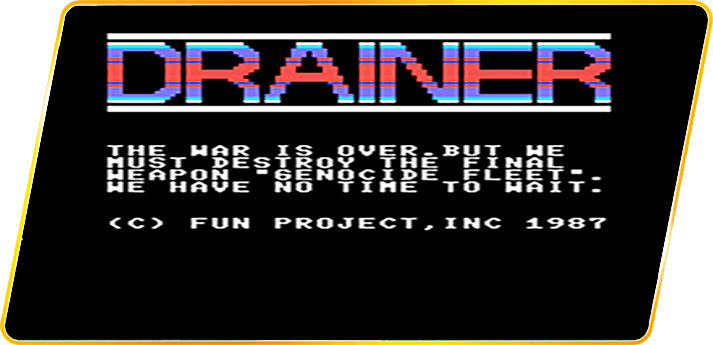 DRAINER
THE WAR IS OVER.BUT WE
MUST DESTROY THE FINAL
WEAPON "GENOCIDE FLEET".
WE HAVE NO TIME TO WAIT.
(C) FUN PROJECT,INC 1987